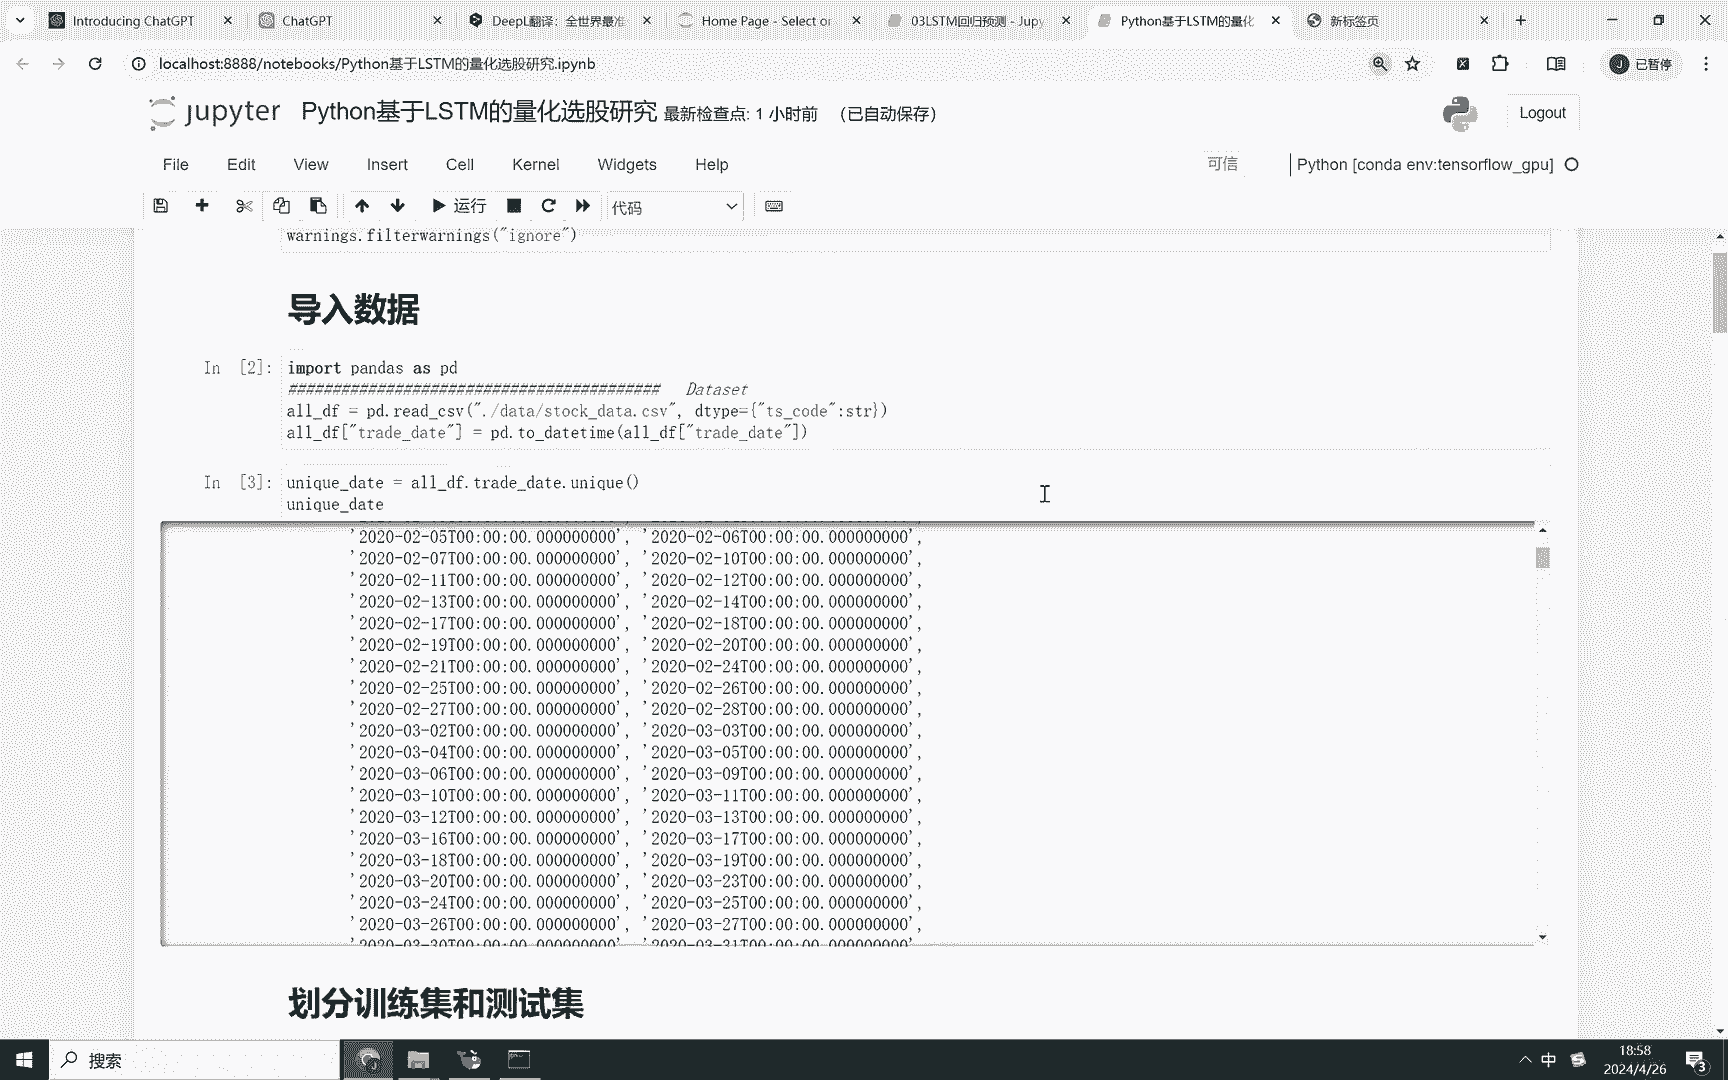 Introducing ChatGPT
ChatGPT
DeepL翻译：全世界最准
Home Page - Select or
03LSTM回归预测 - Jupy
Python基于LSTM的量化
新标签页
localhost:8888/notebooks/Python基于LSTM的量化选股研究.ipynb
已暂停
jupyter Python基于LSTM的量化选股研究 最新检查点: 1 小时前 (已自动保存)
Logout
File Edit View Insert Cell Kernel Widgets Help
可信
Python [conda env:tensorflow_gpu]
运行
代码
warnings.filterwarnings("ignore")
导入数据
In [2]: import pandas as pd
######################################### Dataset
all_df = pd.read_csv("./data/stock_data.csv", dtype={"ts_code":str})
all_df["trade_date"] = pd.to_datetime(all_df["trade_date"])
In [3]: unique_date = all_df.trade_date.unique()
unique_date
'2020-02-05T00:00:00.000000000', '2020-02-06T00:00:00.000000000',
'2020-02-07T00:00:00.000000000', '2020-02-10T00:00:00.000000000',
'2020-02-11T00:00:00.000000000', '2020-02-12T00:00:00.000000000',
'2020-02-13T00:00:00.000000000', '2020-02-14T00:00:00.000000000',
'2020-02-17T00:00:00.000000000', '2020-02-18T00:00:00.000000000',
'2020-02-19T00:00:00.000000000', '2020-02-20T00:00:00.000000000',
'2020-02-21T00:00:00.000000000', '2020-02-24T00:00:00.000000000',
'2020-02-25T00:00:00.000000000', '2020-02-26T00:00:00.000000000',
'2020-02-27T00:00:00.000000000', '2020-02-28T00:00:00.000000000',
'2020-03-02T00:00:00.000000000', '2020-03-03T00:00:00.000000000',
'2020-03-04T00:00:00.000000000', '2020-03-05T00:00:00.000000000',
'2020-03-06T00:00:00.000000000', '2020-03-09T00:00:00.000000000',
'2020-03-10T00:00:00.000000000', '2020-03-11T00:00:00.000000000',
'2020-03-12T00:00:00.000000000', '2020-03-13T00:00:00.000000000',
'2020-03-16T00:00:00.000000000', '2020-03-17T00:00:00.000000000',
'2020-03-18T00:00:00.000000000', '2020-03-19T00:00:00.000000000',
'2020-03-20T00:00:00.000000000', '2020-03-23T00:00:00.000000000',
'2020-03-24T00:00:00.000000000', '2020-03-25T00:00:00.000000000',
'2020-03-26T00:00:00.000000000', '2020-03-27T00:00:00.000000000',
'2020-03-30T00:00:00.000000000', '2020-03-31T00:00:00.000000000',
划分训练集和测试集
搜索
中
18:58
2024/4/26
3